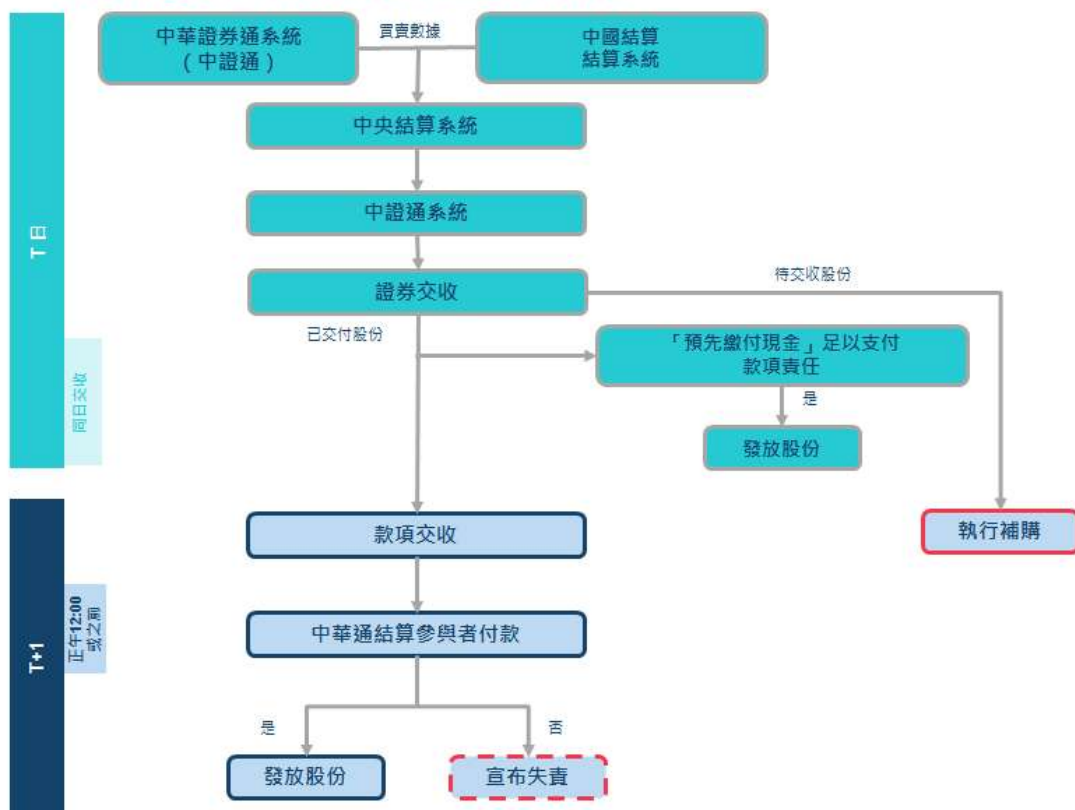 中華證券通系統
（中證通）
買賣數據
中國結算
結算系統
中央結算系統
中證通系統
T 日
證券交收
待交收股份
已交付股份
「預先繳付現金」足以支付
款項責任
同日交收
是
發放股份
款項交收
執行補購
正午12:00
或之前
T+1
中華通結算參與者付款
是
否
發放股份
宣布失責